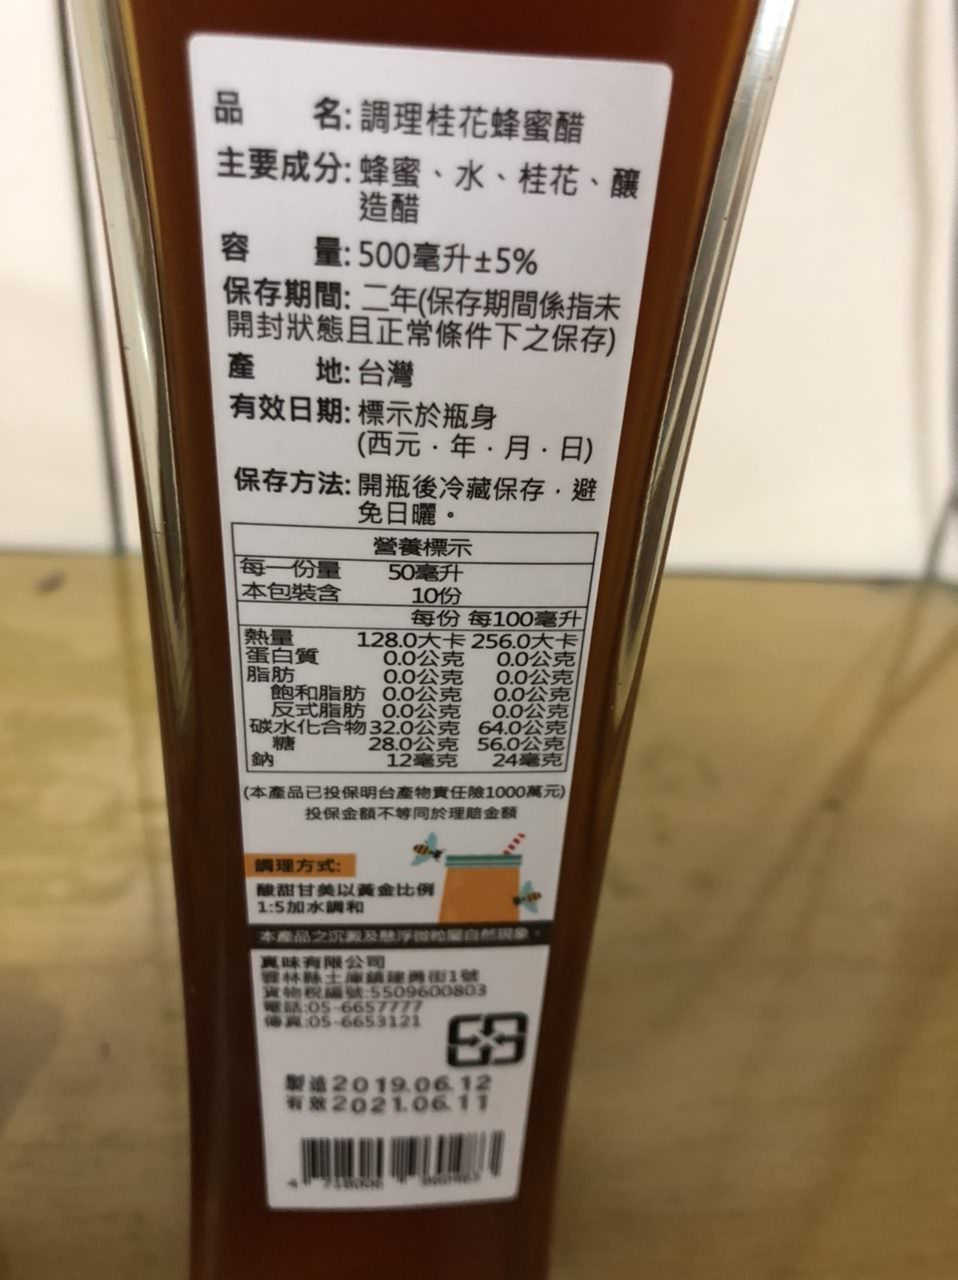 品名:調理桂花蜂蜜醋
主要成分:蜂蜜、水、桂花、釀
造醋
容量:500毫升±5%
保存期間:二年(保存期間係指未
開封狀態且正常條件下之保存)
產地:台灣
有效日期:標示於瓶身
(西元．年．月．日)
保存方法:開瓶後冷藏保存，避
免日曬。
營養標示
每一份量 50毫升
本包裝含 10份
每份 每100毫升
熱量 128.0大卡 256.0大卡
蛋白質 0.0公克 0.0公克
脂肪 0.0公克 0.0公克
飽和脂肪 0.0公克 0.0公克
反式脂肪 0.0公克 0.0公克
碳水化合物 32.0公克 64.0公克
糖 28.0公克 56.0公克
鈉 12毫克 24毫克
(本產品已投保明台產物責任險1000萬元)
投保金額不等同於理賠金額
調理方式:
酸甜甘美以黃金比例
1:5加水調和
本產品之沉澱及懸浮微粒屬自然現象。
真味有限公司
雲林縣土庫鎮建勇街1號
貨物稅編號:5509600803
電話:05-6657777
傳真:05-6653121
製造2019.06.12
有效2021.06.11